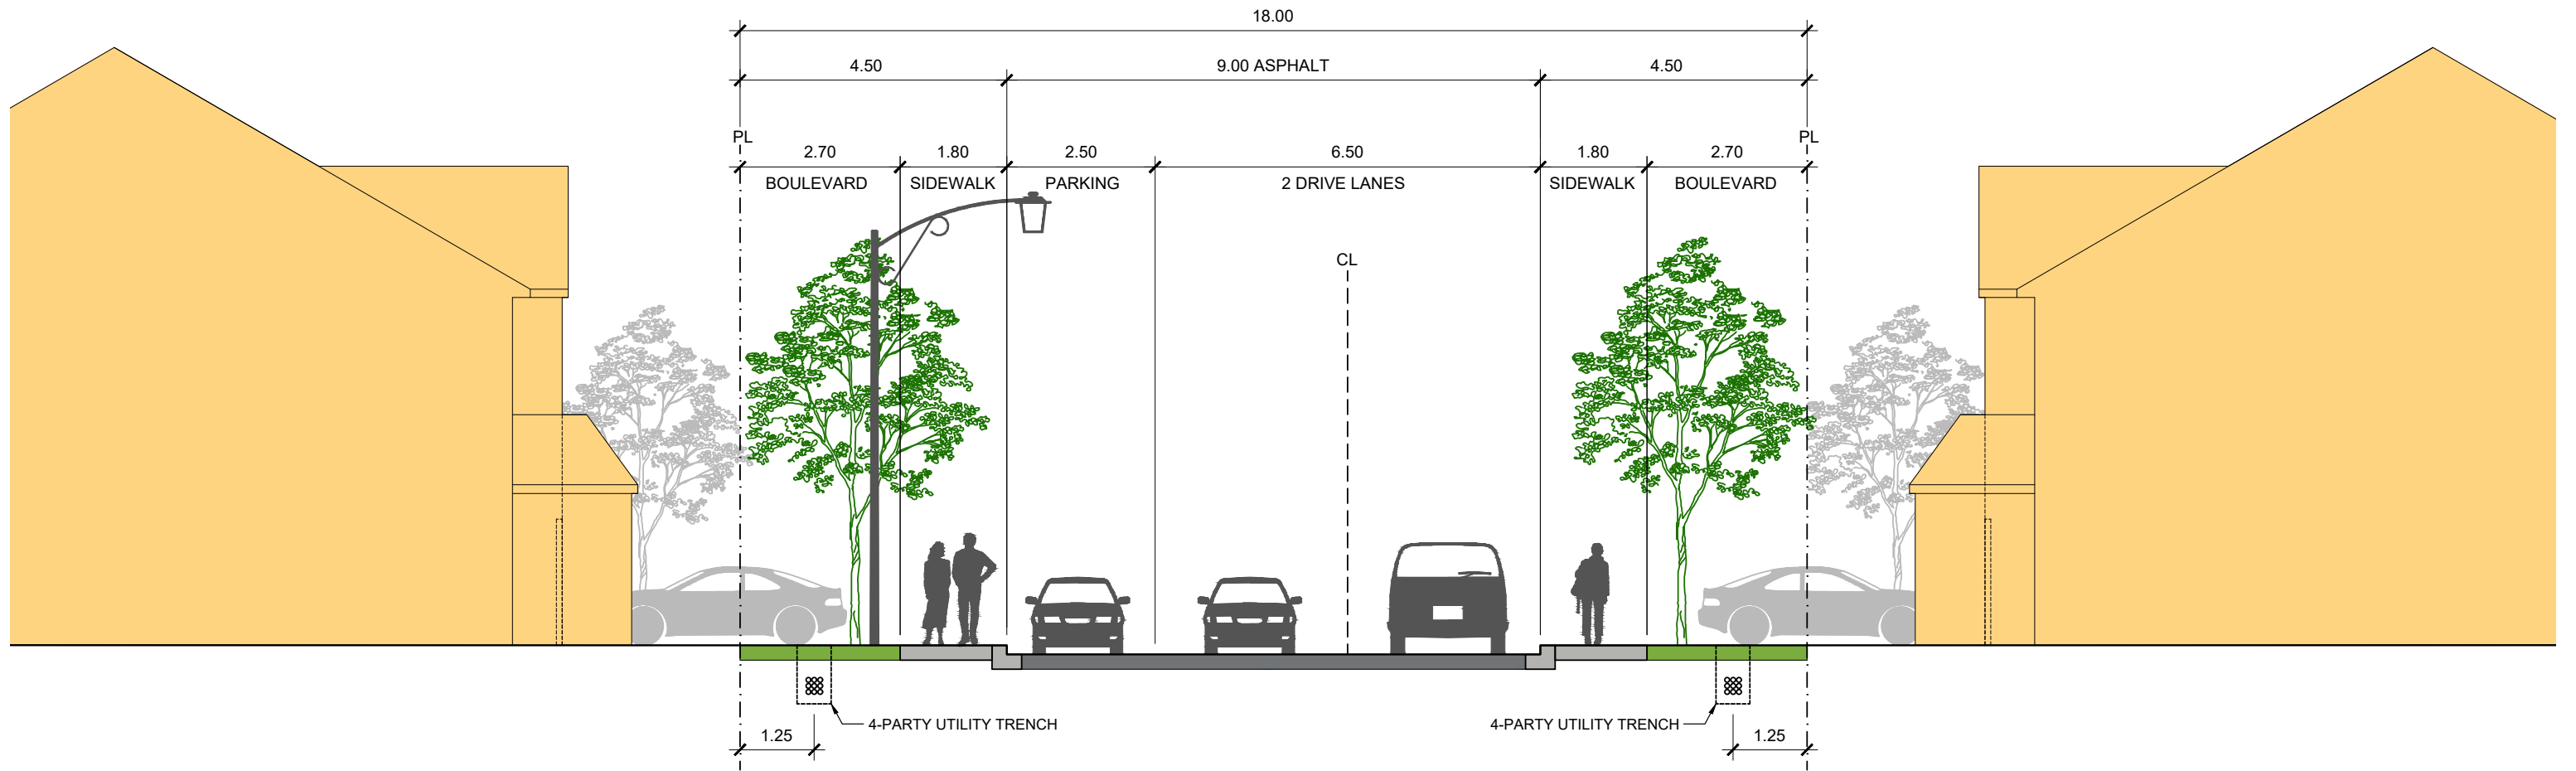 18.00
4.50 9.00 ASPHALT 4.50
PL PL
2.70 1.80 2.50 6.50 1.80 2.70
BOULEVARD SIDEWALK PARKING 2 DRIVE LANES SIDEWALK BOULEVARD
CL
4-PARTY UTILITY TRENCH 4-PARTY UTILITY TRENCH
1.25 1.25